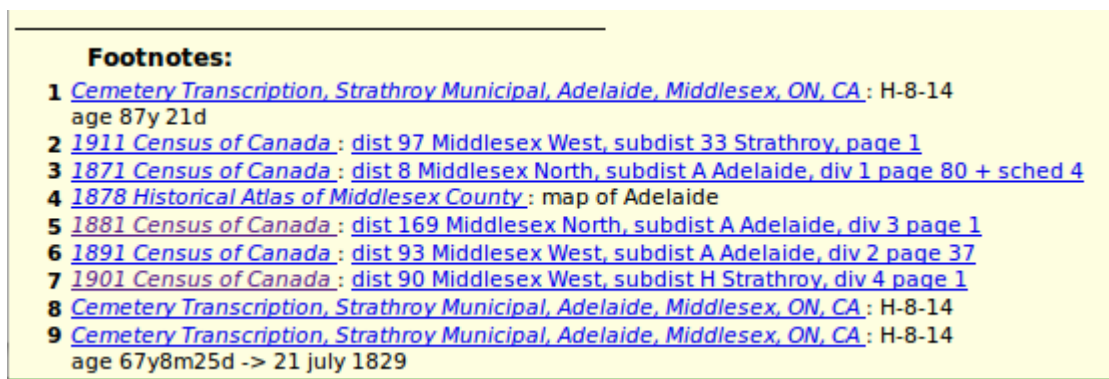 Footnotes:
1 Cemetery Transcription, Strathroy Municipal, Adelaide, Middlesex, ON, CA : H-8-14
age 87y 21d
2 1911 Census of Canada : dist 97 Middlesex West, subdist 33 Strathroy, page 1
3 1871 Census of Canada : dist 8 Middlesex North, subdist A Adelaide, div 1 page 80 + sched 4
4 1878 Historical Atlas of Middlesex County : map of Adelaide
5 1881 Census of Canada : dist 169 Middlesex North, subdist A Adelaide, div 3 page 1
6 1891 Census of Canada : dist 93 Middlesex West, subdist A Adelaide, div 2 page 37
7 1901 Census of Canada : dist 90 Middlesex West, subdist H Strathroy, div 4 page 1
8 Cemetery Transcription, Strathroy Municipal, Adelaide, Middlesex, ON, CA : H-8-14
9 Cemetery Transcription, Strathroy Municipal, Adelaide, Middlesex, ON, CA : H-8-14
age 67y8m25d -> 21 july 1829